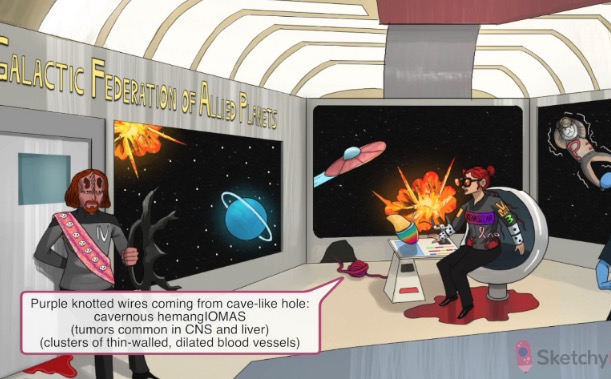 GALACTIC FEDERATION OF ALLIED PLANETS
Purple knotted wires coming from cave-like hole:
cavernous hemangIOMAS
(tumors common in CNS and liver)
(clusters of thin-walled, dilated blood vessels)
Sketchy